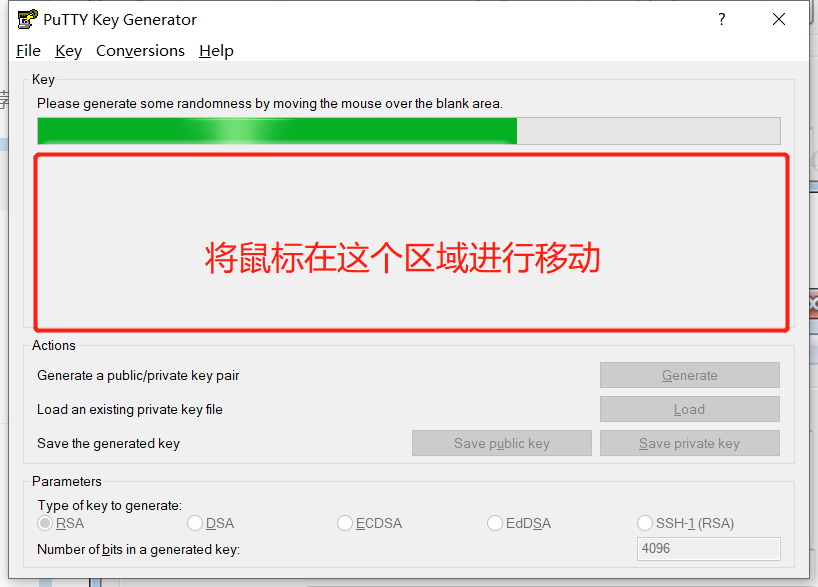 PuTTY Key Generator
?
File Key Conversions Help
Key
Please generate some randomness by moving the mouse over the blank area.
将鼠标在这个区域进行移动
Actions
Generate a public/private key pair
Generate
Load an existing private key file
Load
Save the generated key
Save public key
Save private key
Parameters
Type of key to generate:
RSA DSA ECDSA EdDSA SSH-1 (RSA)
Number of bits in a generated key:
4096